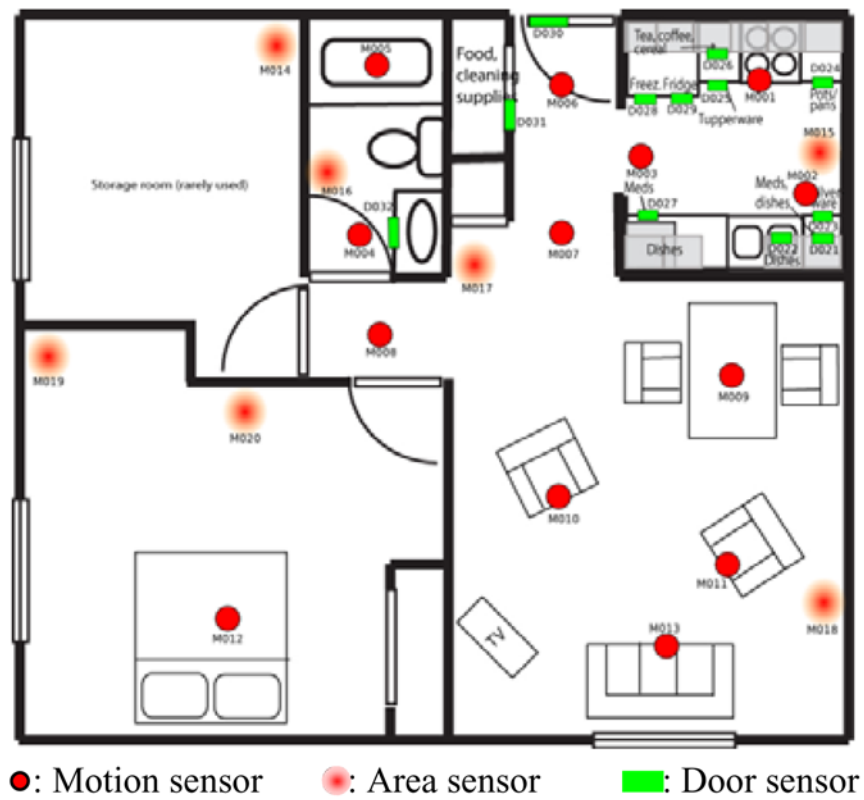 D030
Tea, coffee,
cereal
M005
D026
M014
Food,
cleaning
supplies
D024
M006
Freez.
Fridge
D025
M001
Pots/
pans
D028
D029
Tupperware
D031
M015
M003
M002
Storage room (rarely used)
M016
Meds
Meds,
dishes
D032
D027
D023
M004
M007
Dishes
D022
D021
Dishes
M017
M008
M019
M009
M020
M010
M011
M018
M012
TV
M013
: Motion sensor
: Area sensor
: Door sensor